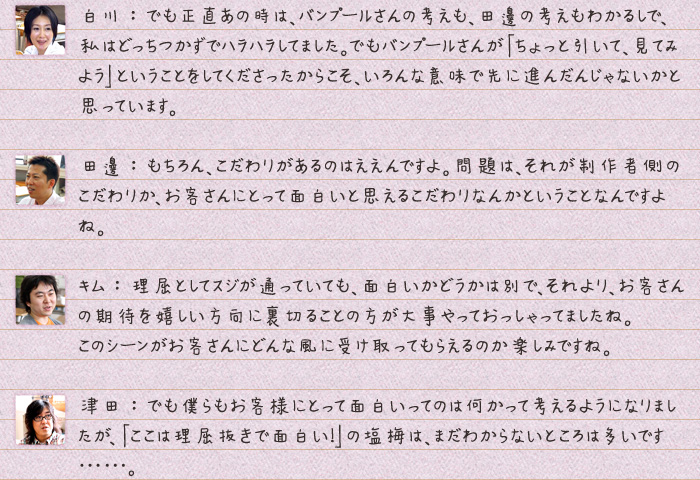 白川：でも正直あの時は、バンプールさんの考えも、田邊の考えもわかるしで、
私はどっちつかずでハラハラしてました。でもバンプールさんが「ちょっと引いて、見てみ
よう」ということをしてくださったからこそ、いろんな意味で先に進んだんじゃないかと
思っています。
田邊：もちろん、こだわりがあるのはええんですよ。問題は、それが制作者側の
こだわりか、お客さんにとって面白いと思えるこだわりなんかということなんですよ
ね。
キム：理屈としてスジが通っていても、面白いかどうかは別で、それより、お客さん
の期待を嬉しい方向に裏切ることの方が大事やっておっしゃってましたね。
このシーンがお客さんにどんな風に受け取ってもらえるのか楽しみですね。
津田：でも僕らもお客様にとって面白いってのは何かって考えるようになりまし
たが、「ここは理屈抜きで面白い!」の塩梅は、まだわからないところは多いです
……。